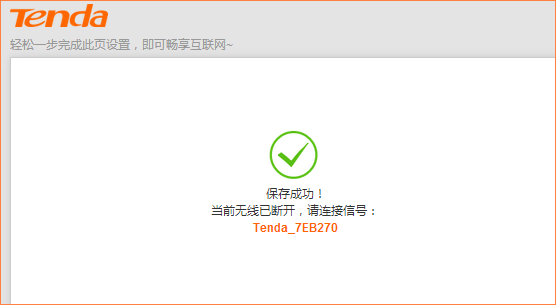 Tenda
轻松一步完成此页设置，即可畅享互联网~
保存成功！
当前无线已断开，请连接信号：
Tenda_7EB270